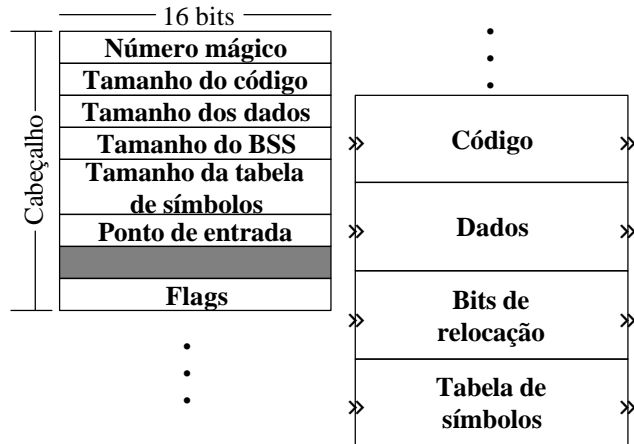 16 bits
Cabeçalho
Número mágico
Tamanho do código
Tamanho dos dados
Tamanho do BSS
Tamanho da tabela
de símbolos
Ponto de entrada
Flags
Código
Dados
Bits de
relocação
Tabela de
símbolos